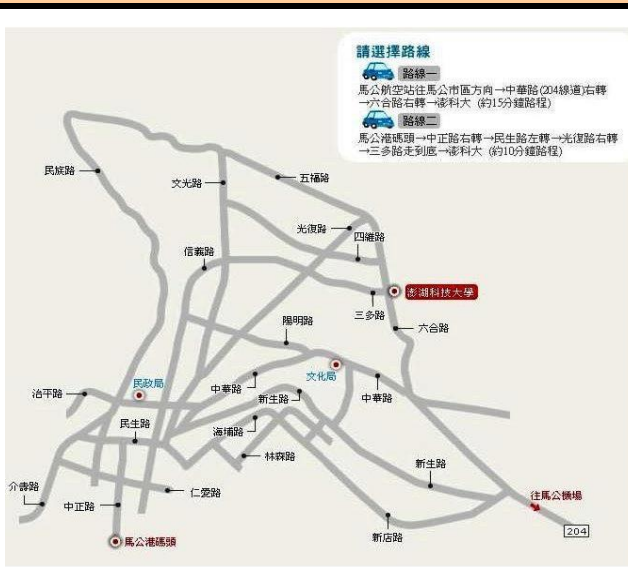 請選擇路線
路線一
馬公航空站往馬公市區方向→中華路(204線道)右轉
→六合路右轉→澎科大 (約15分鐘路程)
路線二
馬公港碼頭→中正路右轉→民生路左轉→光復路右轉
→三多路走到底→澎科大 (約10分鐘路程)
民族路
文光路
五福路
光復路
四維路
信義路
澎湖科技大學
三多路
六合路
陽明路
文化局
民政局
中華路
中華路
治平路
新生路
民生路
海埔路
林森路
新生路
介壽路
仁愛路
中正路
往馬公機場
204
新店路
馬公港碼頭